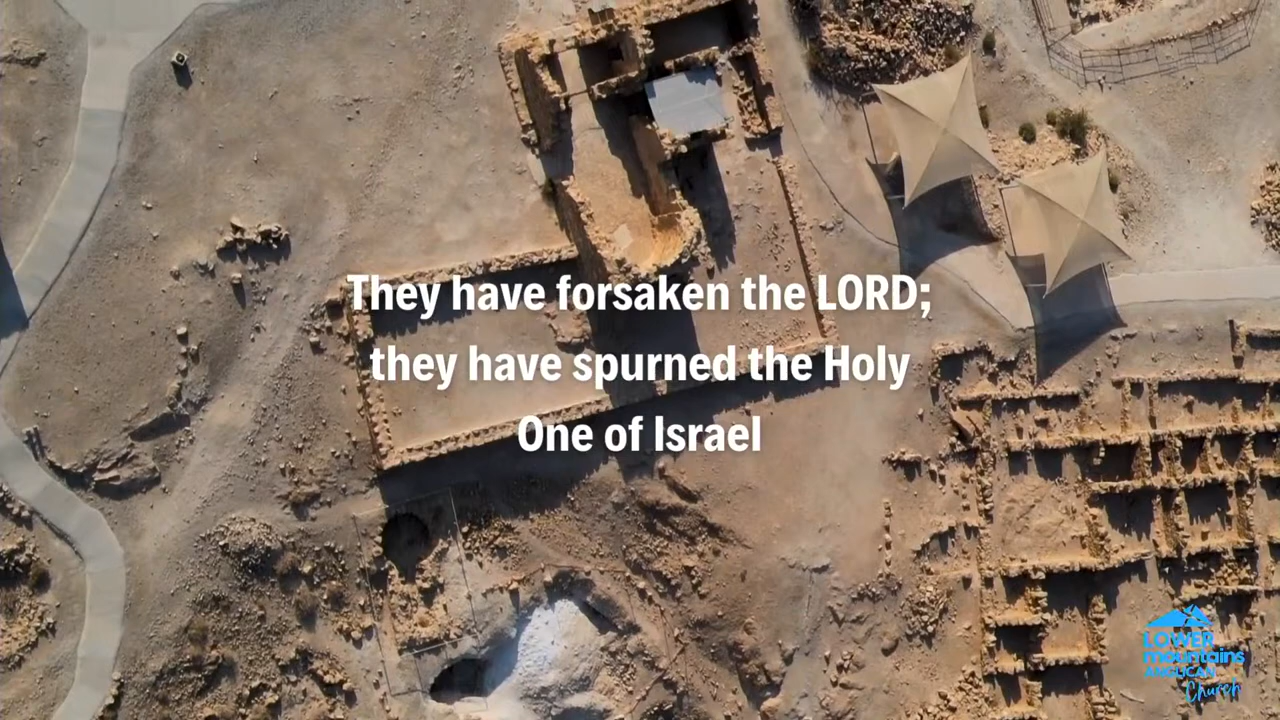 They have forsaken the LORD;
they have spurned the Holy
One of Israel
LOWER
mountains
ANGLICAN
Church